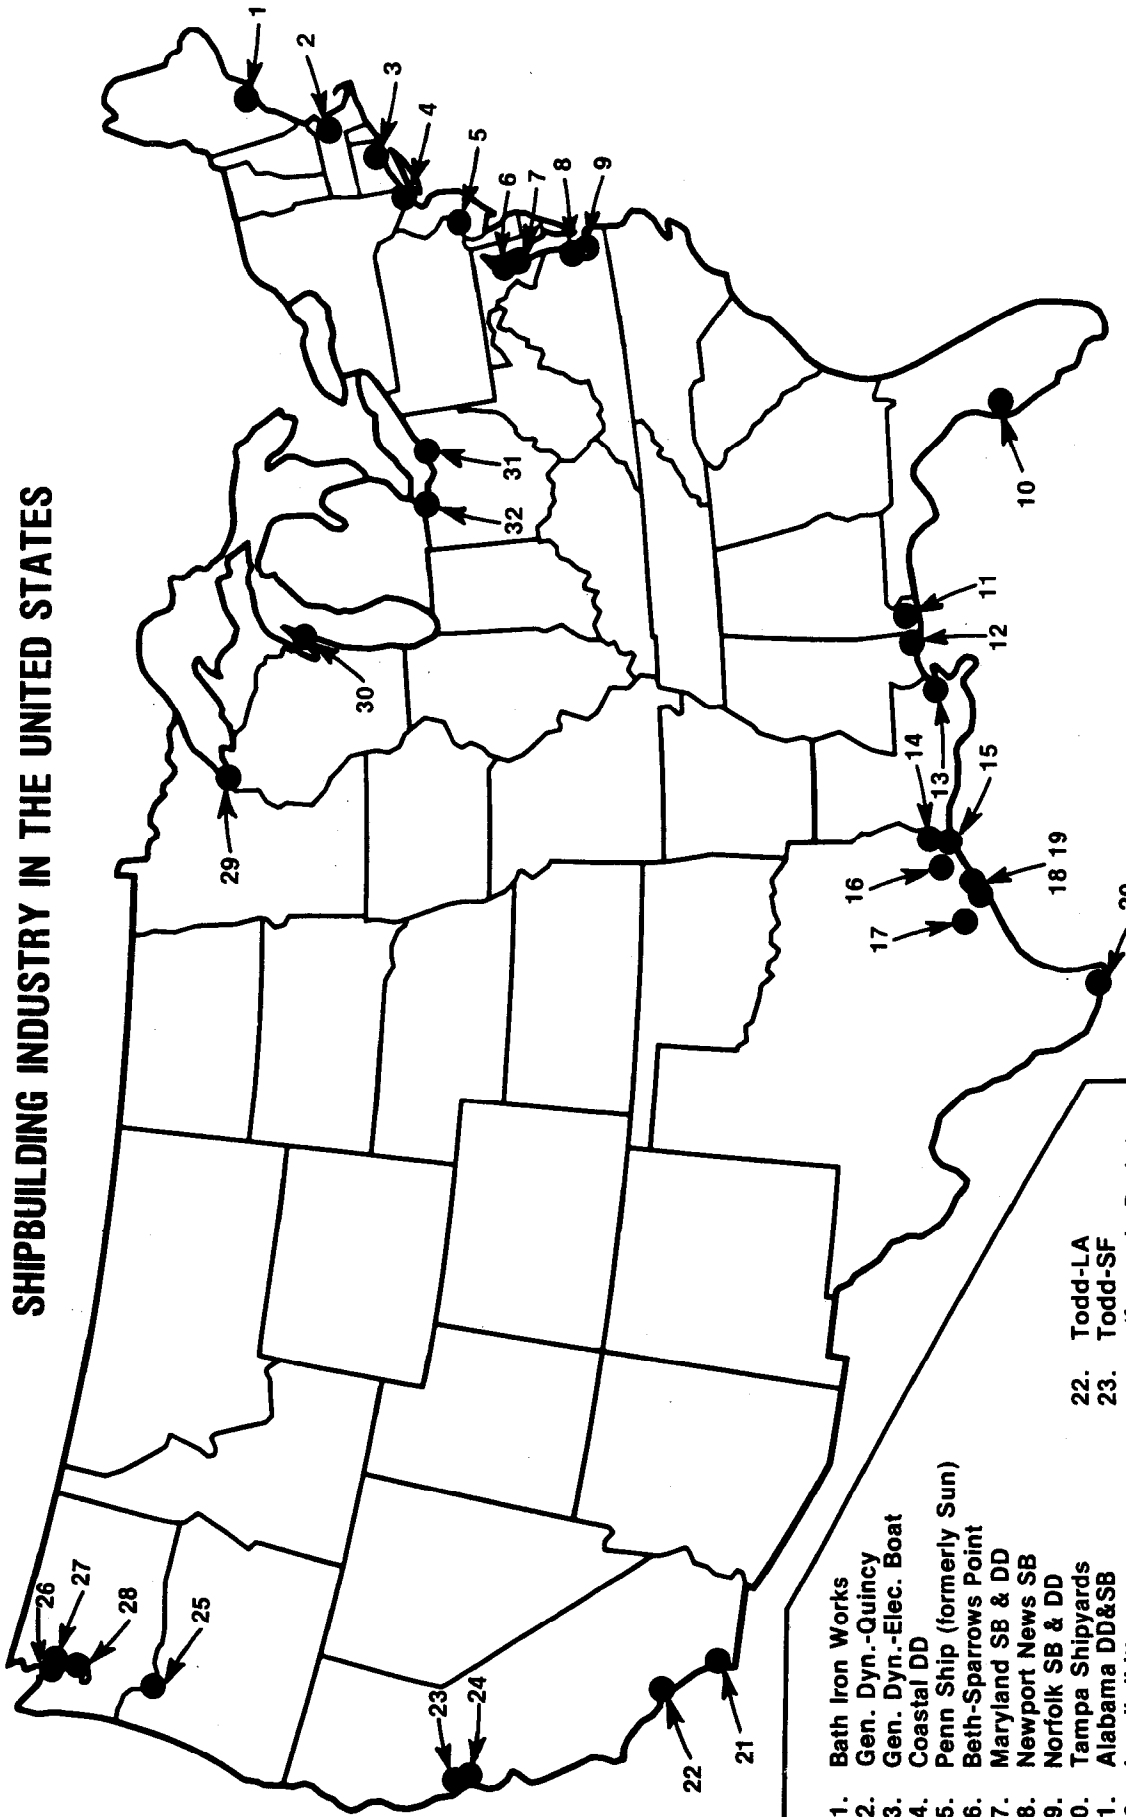 SHIPBUILDING INDUSTRY IN THE UNITED STATES
1
2
3
4
5
6
7
8
9
10
11
12
13
14
15
16
17
18 19
21
22
23
24
25
26
27
28
29
30
31
32
1. Bath Iron Works
2. Gen. Dyn.-Quincy
3. Gen. Dyn.-Elec. Boat
4. Coastal DD
5. Penn Ship (formerly Sun)
6. Beth-Sparrows Point
7. Maryland SB & DD
8. Newport News SB
9. Norfolk SB & DD
0. Tampa Shipyards
1. Alabama DD&SB
22. Todd-LA
23. Todd-SF